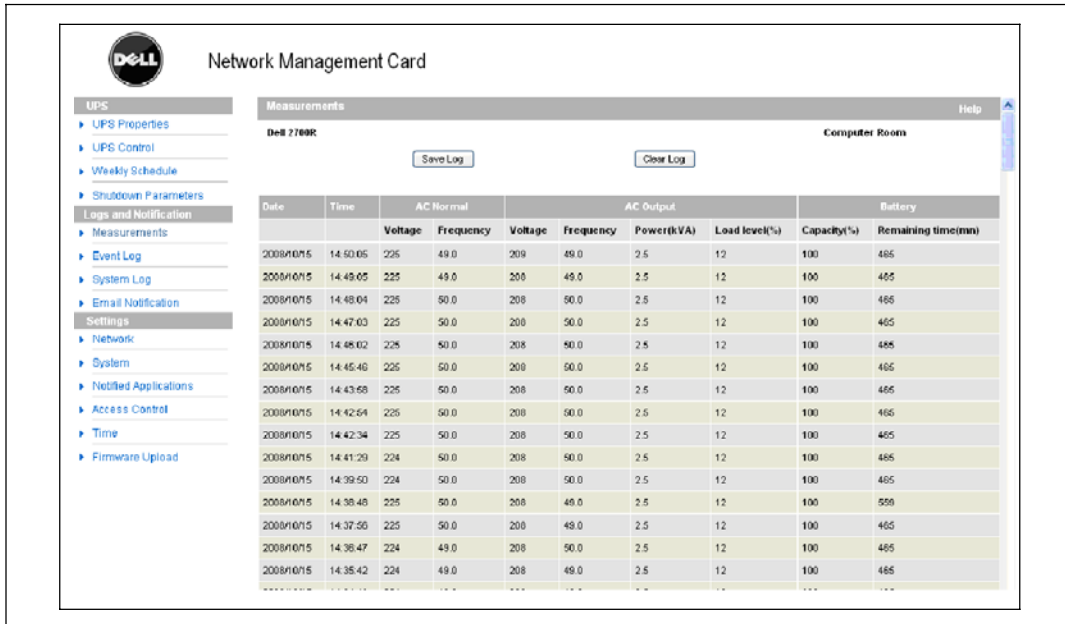 DELL
Network Management Card
UPS
UPS Properties
UPS Control
Weekly Schedule
Shutdown Parameters
Logs and Notification
Measurements
Event Log
System Log
Email Notification
Settings
Network
System
Notified Applications
Access Control
Time
Firmware Upload
Measurements Help
Dell 2700R Computer Room
Save Log Clear Log
Date Time AC Normal AC Output Battery
Voltage Frequency Voltage Frequency Power(kVA) Load level(%) Capacity(%) Remaining time(mn)
2008/10/15 14:50:05 225 49.0 209 49.0 2.5 12 100 465
2008/10/15 14:49:05 225 49.0 208 49.0 2.5 12 100 465
2008/10/15 14:48:04 225 50.0 208 50.0 2.5 12 100 465
2008/10/15 14:47:03 225 50.0 208 50.0 2.5 12 100 465
2008/10/15 14:46:02 225 50.0 208 50.0 2.5 12 100 465
2008/10/15 14:45:46 225 50.0 208 50.0 2.5 12 100 465
2008/10/15 14:43:58 225 50.0 208 50.0 2.5 12 100 465
2008/10/15 14:42:54 225 50.0 208 50.0 2.5 12 100 465
2008/10/15 14:42:34 225 50.0 208 50.0 2.5 12 100 465
2008/10/15 14:41:29 224 50.0 208 50.0 2.5 12 100 465
2008/10/15 14:39:50 224 50.0 208 50.0 2.5 12 100 465
2008/10/15 14:38:48 225 50.0 208 49.0 2.5 12 100 559
2008/10/15 14:37:56 225 50.0 208 49.0 2.5 12 100 465
2008/10/15 14:36:47 224 49.0 208 50.0 2.5 12 100 465
2008/10/15 14:35:42 224 49.0 208 49.0 2.5 12 100 465